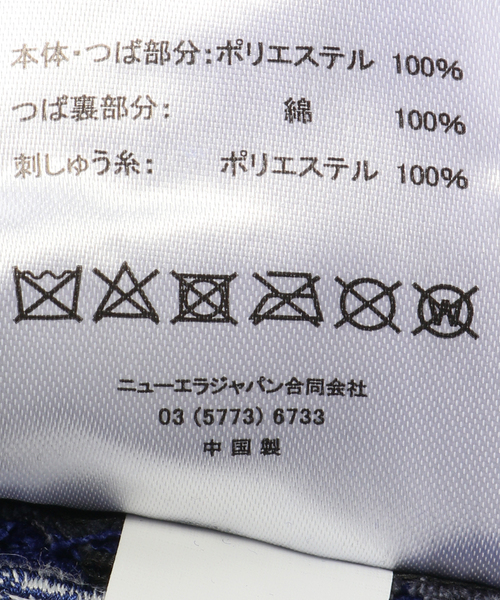 本体・つば部分：ポリエステル 100%
つば裏部分： 綿 100%
刺しゅう糸： ポリエステル 100%
W
ニューエラジャパン合同会社
03 (5773) 6733
中国製